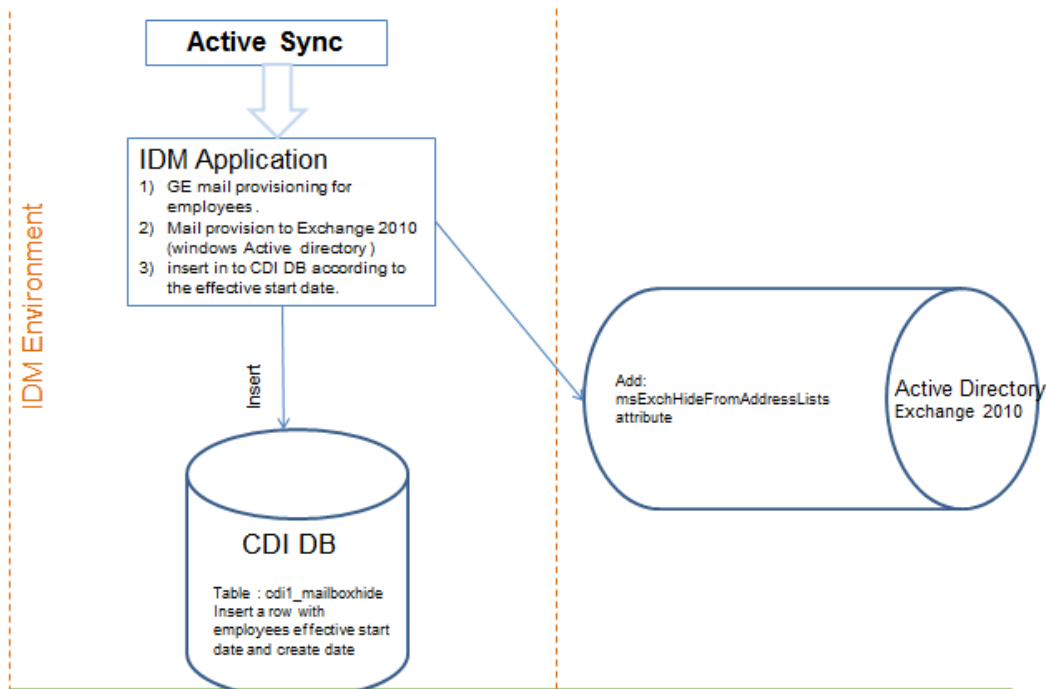 Active Sync
IDM Application
1) GE mail provisioning for
employees .
2) Mail provision to Exchange 2010
(windows Active directory )
3) insert in to CDI DB according to
the effective start date.
IDM Environment
Insert
Add:
msExchHideFromAddressLists
attribute
Active Directory
Exchange 2010
CDI DB
Table : cdi1_mailboxhide
Insert a row with
employees effective start
date and create date